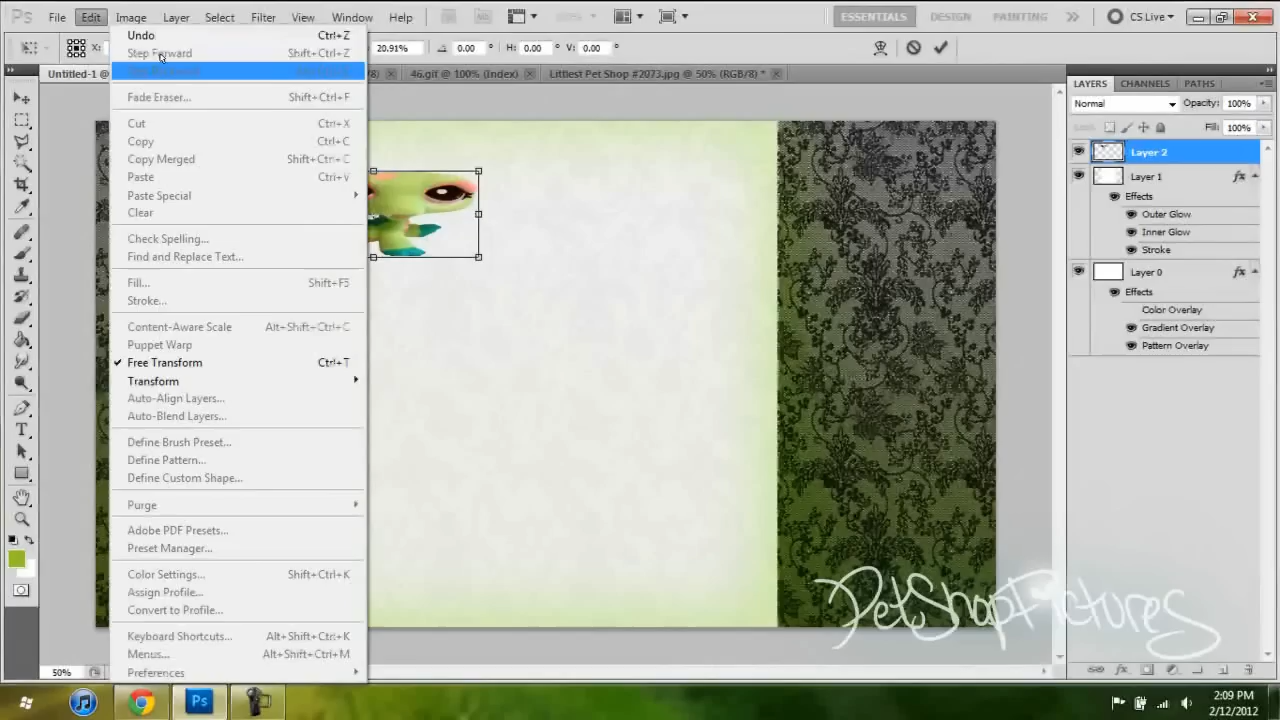 Ps File Edit Image Layer Select Filter View Window Help ESSENTIALS DESIGN PAINTING CS Live
X: 20.91% 0.00 ° H: 0.00 ° V: 0.00 °
Untitled-1 @ /8) 46.gif @ 100% (Index) Littlest Pet Shop #2073.jpg @ 50% (RGB/8) *
Undo Ctrl+Z
Step Forward Shift+Ctrl+Z
Fade Eraser... Shift+Ctrl+F
Cut Ctrl+X
Copy Ctrl+C
Copy Merged Shift+Ctrl+C
Paste Ctrl+V
Paste Special
Clear
Check Spelling...
Find and Replace Text...
Fill... Shift+F5
Stroke...
Content-Aware Scale Alt+Shift+Ctrl+C
Puppet Warp
Free Transform Ctrl+T
Transform
Auto-Align Layers...
Auto-Blend Layers...
Define Brush Preset...
Define Pattern...
Define Custom Shape...
Purge
Adobe PDF Presets...
Preset Manager...
Color Settings... Shift+Ctrl+K
Assign Profile...
Convert to Profile...
Keyboard Shortcuts... Alt+Shift+Ctrl+K
Menus... Alt+Shift+Ctrl+M
Preferences
LAYERS CHANNELS PATHS
Normal Opacity: 100%
Lock: Fill: 100%
Layer 2
Layer 1 fx
Effects
Outer Glow
Inner Glow
Stroke
Layer 0 fx
Effects
Color Overlay
Gradient Overlay
Pattern Overlay
PetShopPictures
50%
Ps
2:09 PM
2/12/2012